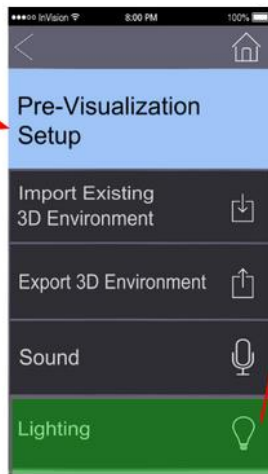 InVision 8:00 PM 100%
Pre-Visualization
Setup
Import Existing
3D Environment
Export 3D Environment
Sound
Lighting